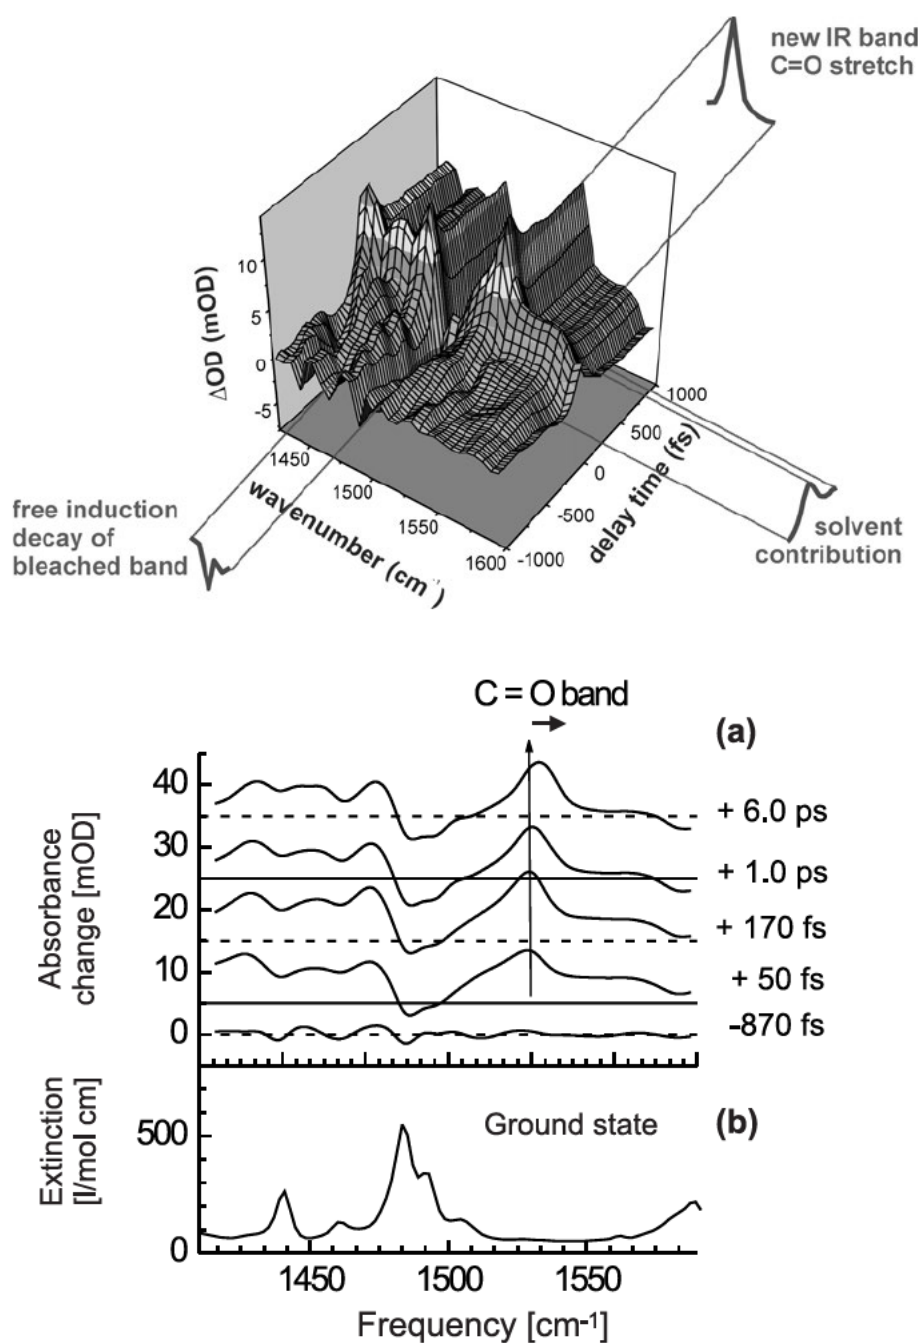 new IR band
C=O stretch
ΔOD (mOD)
10
5
0
-5
1450
1500
1550
1600
wavenumber (cm⁻
-1000
-500
0
500
1000
delay time (fs)
free induction
decay of
bleached band
solvent
contribution
C = O band
(a)
Absorbance
change [mOD]
40
30
20
10
0
+ 6.0 ps
+ 1.0 ps
+ 170 fs
+ 50 fs
-870 fs
Extinction
[l/mol cm]
500
0
Ground state
(b)
1450
1500
1550
Frequency [cm-1]